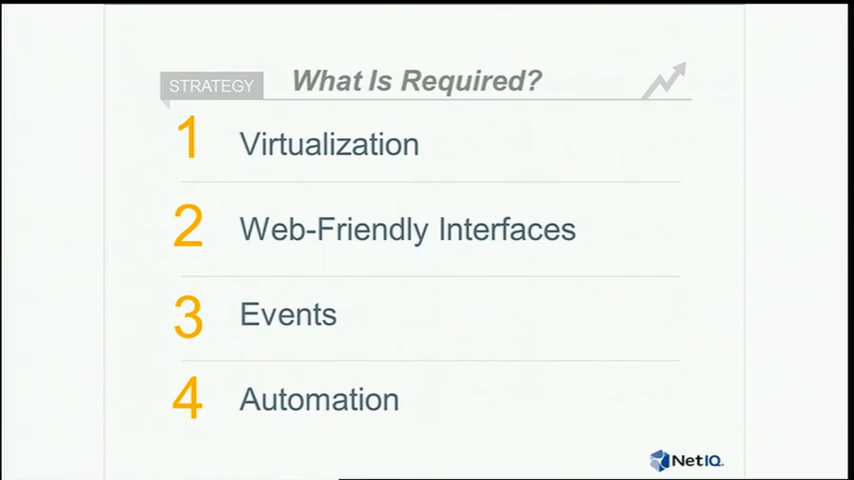 STRATEGY What Is Required?
1 Virtualization
2 Web-Friendly Interfaces
3 Events
4 Automation
NetIQ